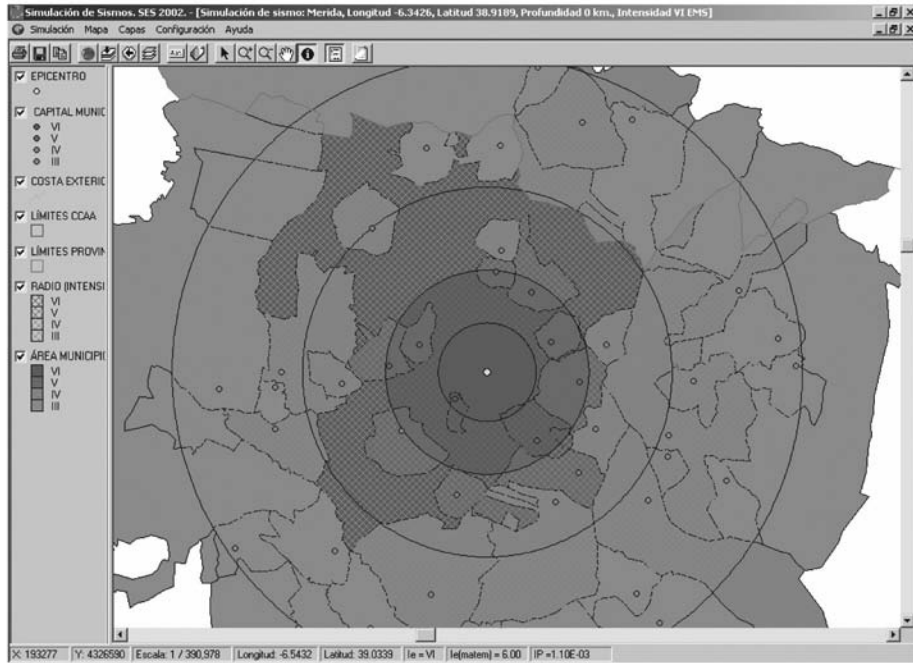 Simulación de Sismos. SES 2002. - [Simulación de sismo: Merida, Longitud -6.3426, Latitud 38.9189, Profundidad 0 km., Intensidad VI EMS]
Simulación Mapa Capas Configuración Ayuda
EPICENTRO
CAPITAL MUNIC
VI
V
IV
III
COSTA EXTERIO
LÍMITES CCAA
LÍMITES PROVIN
RADIO (INTENSI
VI
V
IV
III
ÁREA MUNICIPIO
VI
V
IV
III
X: 193277 Y: 4326590 Escala: 1 / 390,978 Longitud: -6.5432 Latitud: 39.0339 Ie = VI Ie(matem) = 6.00 IP =1.10E-03